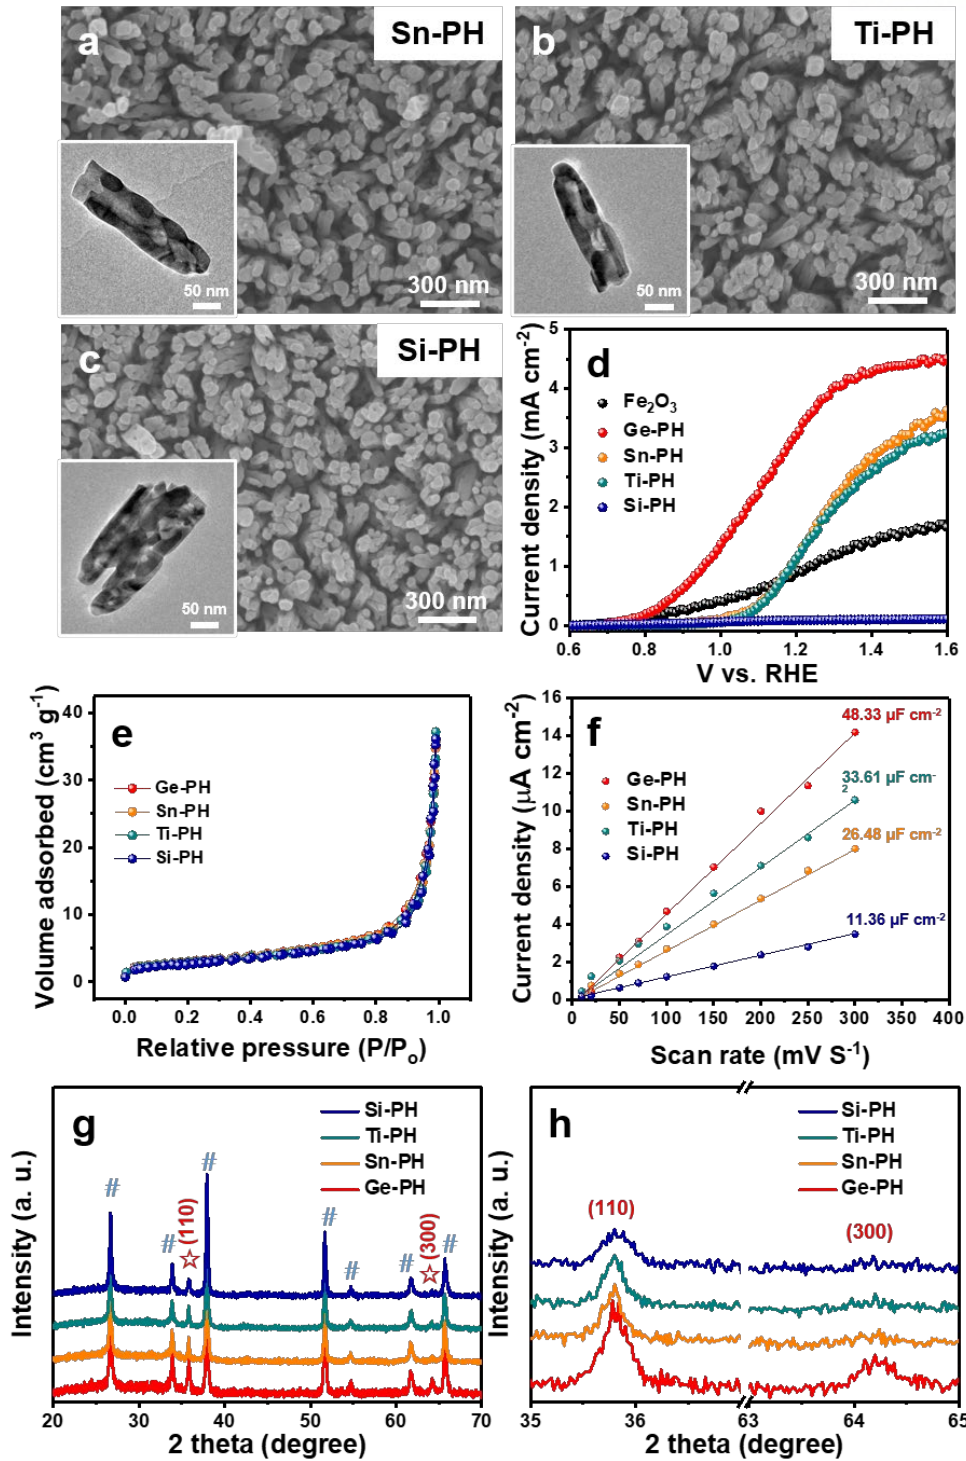 a
Sn-PH
50 nm
300 nm
b
Ti-PH
50 nm
300 nm
c
Si-PH
50 nm
300 nm
d
Current density (mA cm-2)
5
4
3
2
1
0
Fe2O3
Ge-PH
Sn-PH
Ti-PH
Si-PH
0.6 0.8 1.0 1.2 1.4 1.6
V vs. RHE
e
Volume adsorbed (cm3 g-1)
40
30
20
10
0
Ge-PH
Sn-PH
Ti-PH
Si-PH
0.0 0.2 0.4 0.6 0.8 1.0
Relative pressure (P/Po)
f
Current density (μA cm-2)
16
14
12
10
8
6
4
2
0
Ge-PH
Sn-PH
Ti-PH
Si-PH
48.33 μF cm-2
33.61 μF cm-
2
26.48 μF cm-2
11.36 μF cm-2
0 50 100 150 200 250 300 350 400
Scan rate (mV S-1)
g
Intensity (a. u.)
Si-PH
Ti-PH
Sn-PH
Ge-PH
# # ☆(110) # # # # ☆(300) #
20 30 40 50 60 70
2 theta (degree)
h
Intensity (a. u.)
Si-PH
Ti-PH
Sn-PH
Ge-PH
(110)
(300)
35 36 63 63 64 65
2 theta (degree)